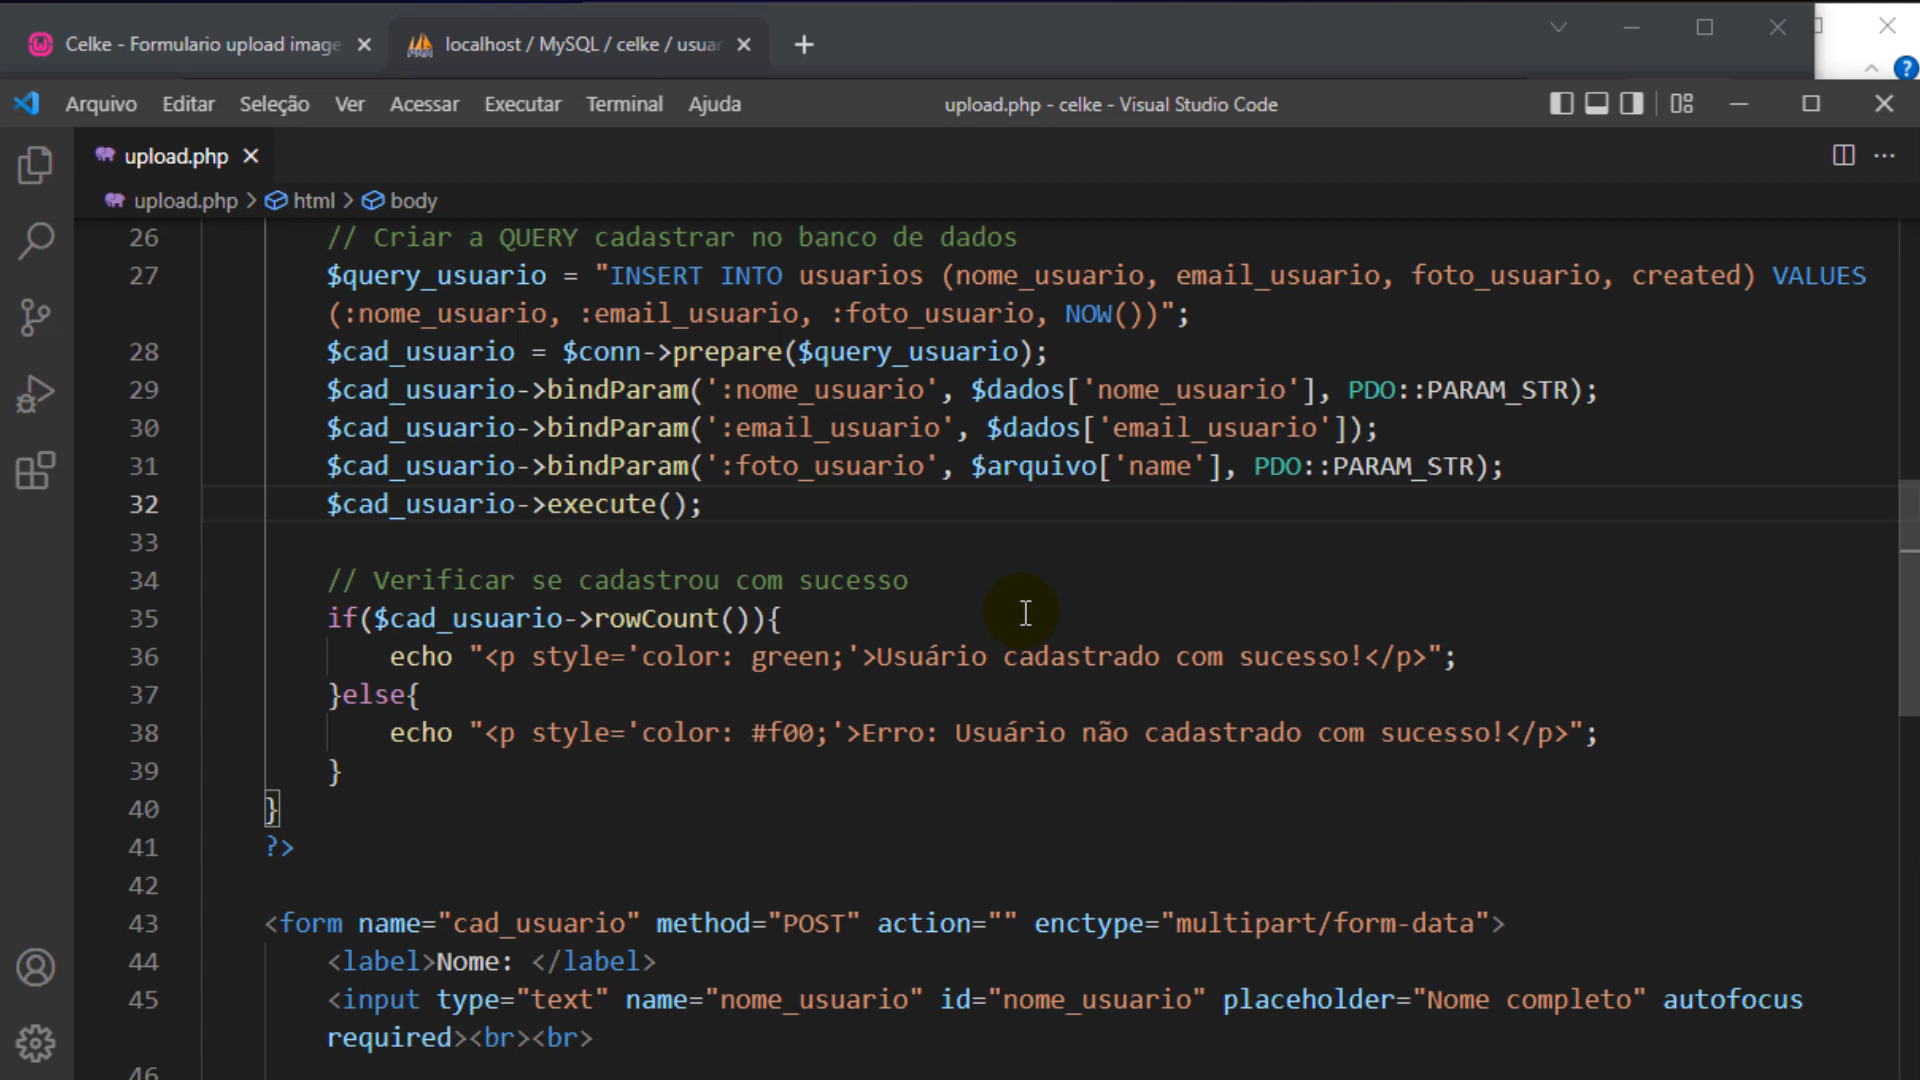 Celke - Formulario upload image
localhost / MySQL / celke / usuar
Arquivo Editar Seleção Ver Acessar Executar Terminal Ajuda
upload.php - celke - Visual Studio Code
upload.php
upload.php > html > body
26 // Criar a QUERY cadastrar no banco de dados
27 $query_usuario = "INSERT INTO usuarios (nome_usuario, email_usuario, foto_usuario, created) VALUES
(:nome_usuario, :email_usuario, :foto_usuario, NOW())";
28 $cad_usuario = $conn->prepare($query_usuario);
29 $cad_usuario->bindParam(':nome_usuario', $dados['nome_usuario'], PDO::PARAM_STR);
30 $cad_usuario->bindParam(':email_usuario', $dados['email_usuario']);
31 $cad_usuario->bindParam(':foto_usuario', $arquivo['name'], PDO::PARAM_STR);
32 $cad_usuario->execute();
33
34 // Verificar se cadastrou com sucesso
35 if($cad_usuario->rowCount()){
36 echo "<p style='color: green;'>Usuário cadastrado com sucesso!</p>";
37 }else{
38 echo "<p style='color: #f00;'>Erro: Usuário não cadastrado com sucesso!</p>";
39 }
40 }
41 ?>
42
43 <form name="cad_usuario" method="POST" action="" enctype="multipart/form-data">
44 <label>Nome: </label>
45 <input type="text" name="nome_usuario" id="nome_usuario" placeholder="Nome completo" autofocus
required><br><br>
46